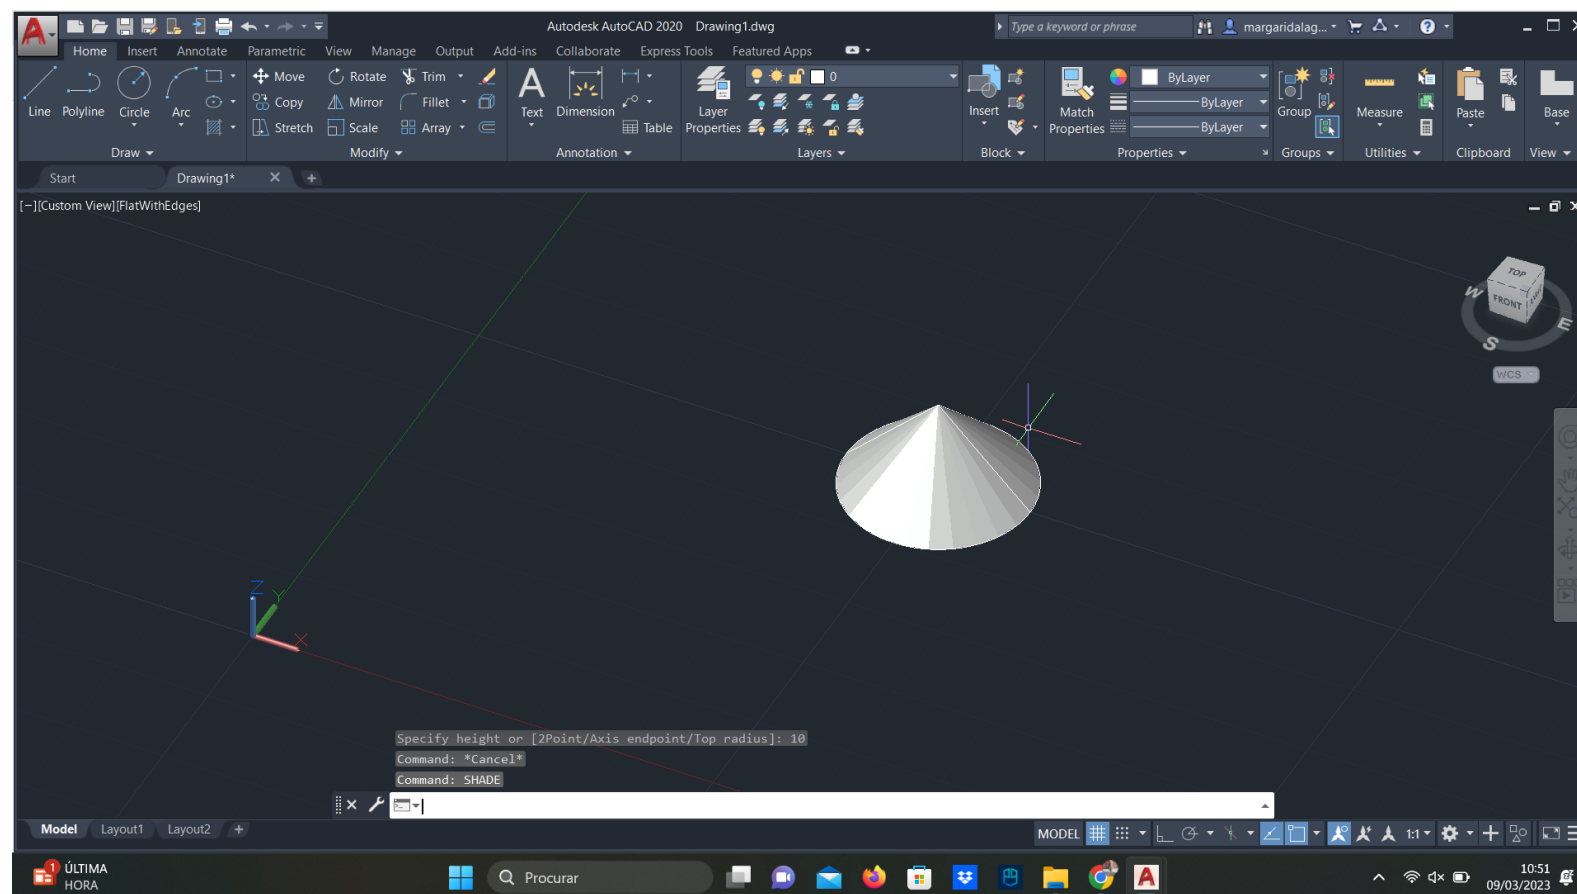 Autodesk AutoCAD 2020 Drawing1.dwg
Type a keyword or phrase
margaridalag...
?
Home Insert Annotate Parametric View Manage Output Add-ins Collaborate Express Tools Featured Apps
Move Rotate Trim
Copy Mirror Fillet
Stretch Scale Array
Line Polyline Circle Arc
Text Dimension
Table
Layer
Properties
0
Insert
Match
Properties
ByLayer
ByLayer
ByLayer
Group
Measure
Paste
Base
Draw Modify Annotation Layers Block Properties Groups Utilities Clipboard View
Start Drawing1* +
[−][Custom View][FlatWithEdges]
TOP
FRONT
W
E
S
WCS
Z
Y
X
Specify height or [2Point/Axis endpoint/Top radius]: 10
Command: *Cancel*
Command: SHADE
Model Layout1 Layout2 +
MODEL
1:1
1
ÚLTIMA
HORA
Procurar
10:51
09/03/2023